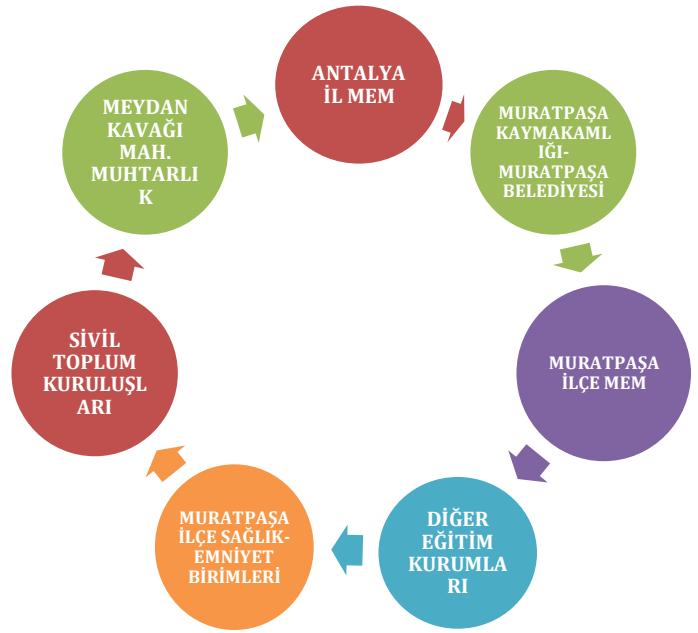 ANTALYA
İL MEM
MURATPAŞA
KAYMAKAML
IĞI-
MURATPAŞA
BELEDİYESİ
MURATPAŞA
İLÇE MEM
DİĞER
EĞİTİM
KURUMLA
RI
MURATPAŞA
İLÇE SAĞLIK-
EMNİYET
BİRİMLERİ
SİVİL
TOPLUM
KURULUŞL
ARI
MEYDAN
KAVAĞI
MAH.
MUHTARLI
K